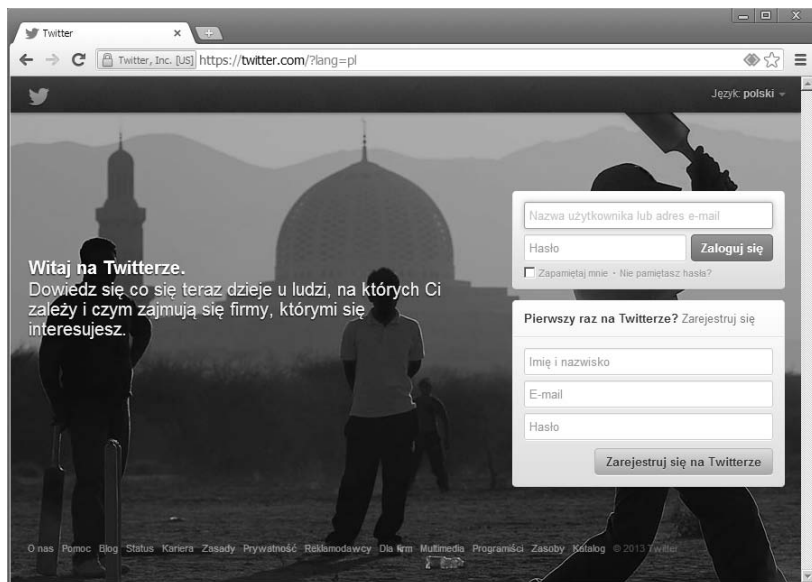 Twitter
Twitter, Inc. [US] https://twitter.com/?lang=pl
Język: polski
Nazwa użytkownika lub adres e-mail
Hasło
Zaloguj się
Zapamiętaj mnie · Nie pamiętasz hasła?
Witaj na Twitterze.
Dowiedz się co się teraz dzieje u ludzi, na których Ci
zależy i czym zajmują się firmy, którymi się
interesujesz.
Pierwszy raz na Twitterze? Zarejestruj się
Imię i nazwisko
E-mail
Hasło
Zarejestruj się na Twitterze
O nas Pomoc Blog Status Kariera Zasady Prywatność Reklamodawcy Dla firm Multimedia Programiści Zasoby Katalog © 2013 Twitter